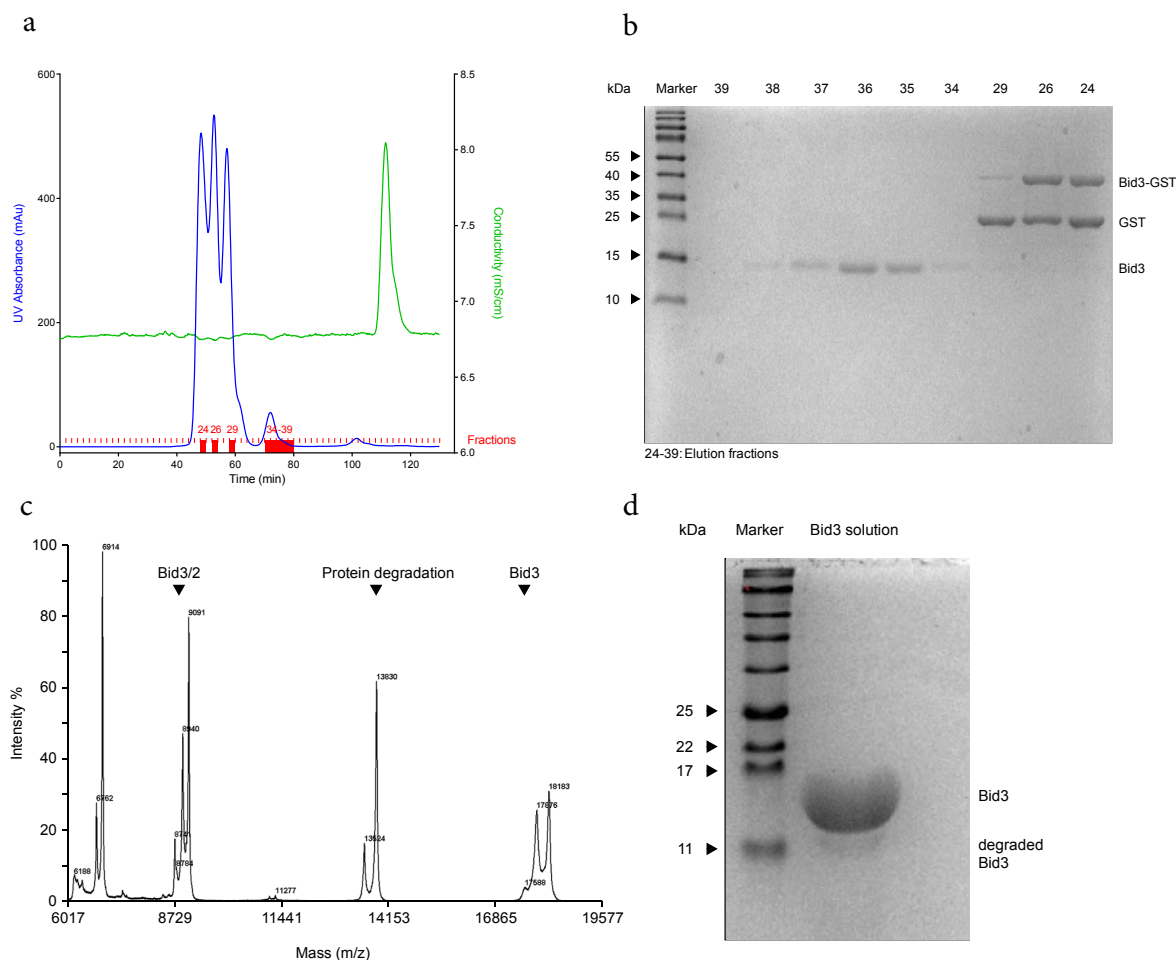 a
600
400
200
0
UV Absorbance (mAu)
8.5
8.0
7.5
7.0
6.5
6.0
Conductivity (mS/cm)
24 26 29 34-39
Fractions
0 20 40 60 80 100 120
Time (min)
b
kDa Marker 39 38 37 36 35 34 29 26 24
55
40
35
25
15
10
Bid3-GST
GST
Bid3
24-39: Elution fractions
c
100
80
60
40
20
0
Intensity %
Bid3/2
Protein degradation
Bid3
6914
9091
13830
8940
6762
18183
17876
13524
8784
6188
17588
11277
6017 8729 11441 14153 16865 19577
Mass (m/z)
d
kDa Marker Bid3 solution
25
22
17
11
Bid3
degraded
Bid3